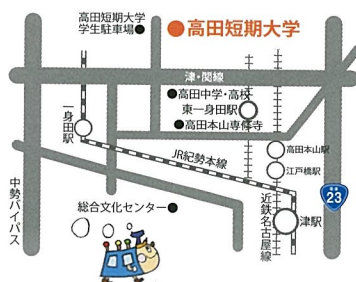 高田短期大学
学生駐車場
高田短期大学
津・関線
高田中学・高校
東一身田駅
高田本山専修寺
一身田駅
高田本山駅
江戸橋駅
JR紀勢本線
中勢バイパス
総合文化センター
近鉄名古屋線
津駅
国道
23